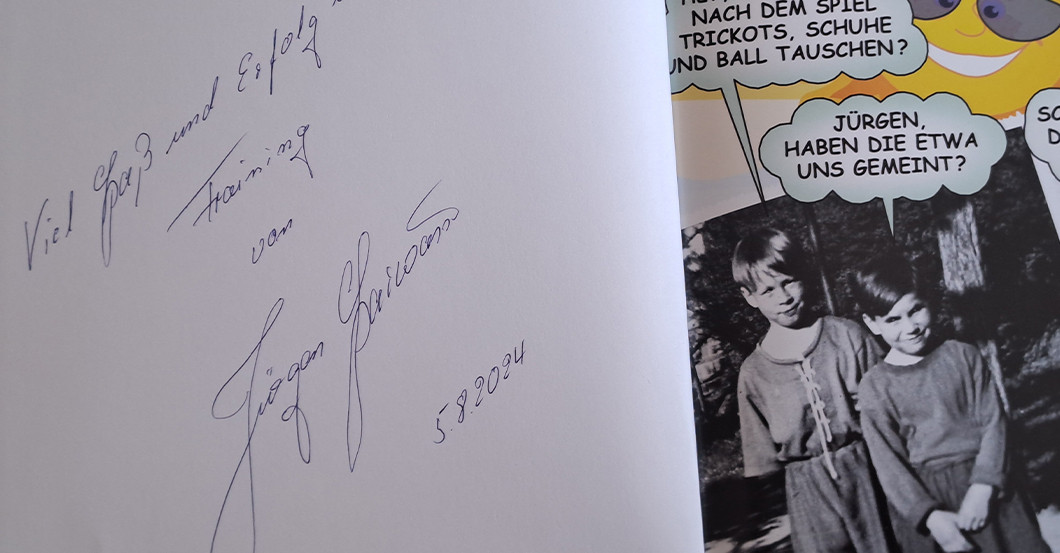 Viel Spaß und Erfolg
Training
von
Jürgen
5.8.2024
NACH DEM SPIEL
TRICKOTS, SCHUHE
UND BALL TAUSCHEN?
JÜRGEN,
HABEN DIE ETWA
UNS GEMEINT?